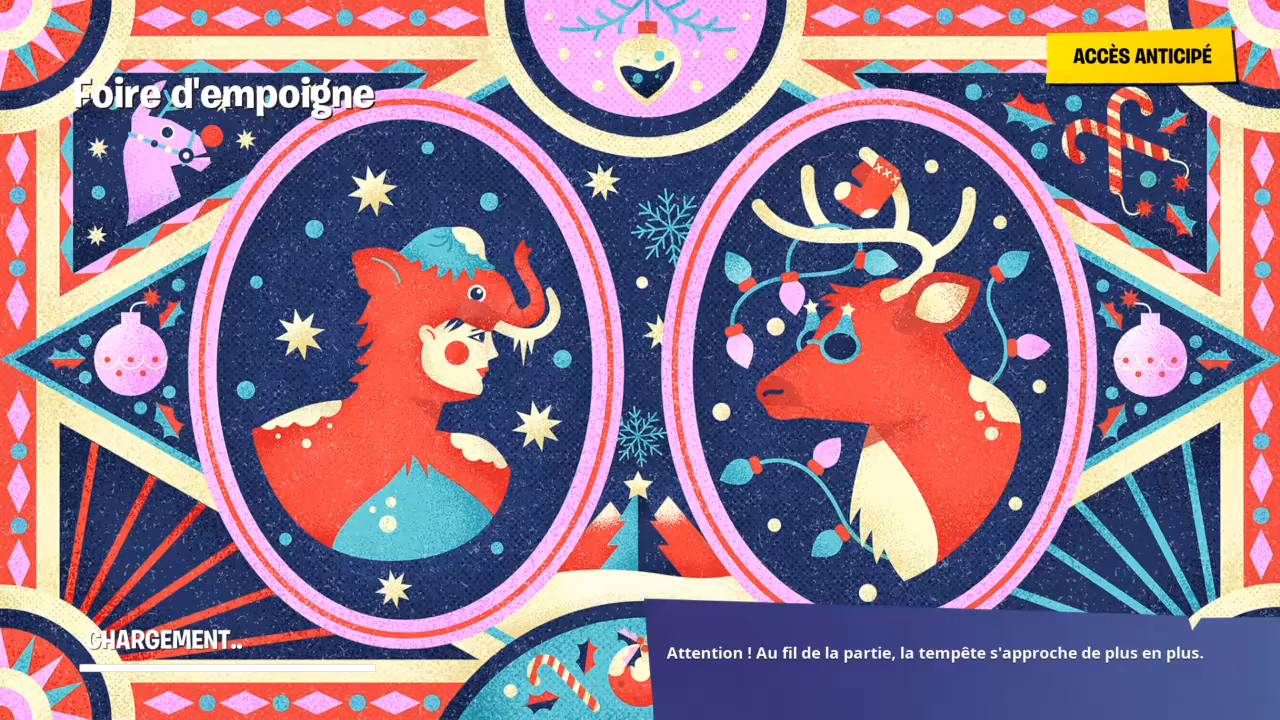 ACCÈS ANTICIPÉ
Foire d'empoigne
CHARGEMENT..
Attention ! Au fil de la partie, la tempête s'approche de plus en plus.